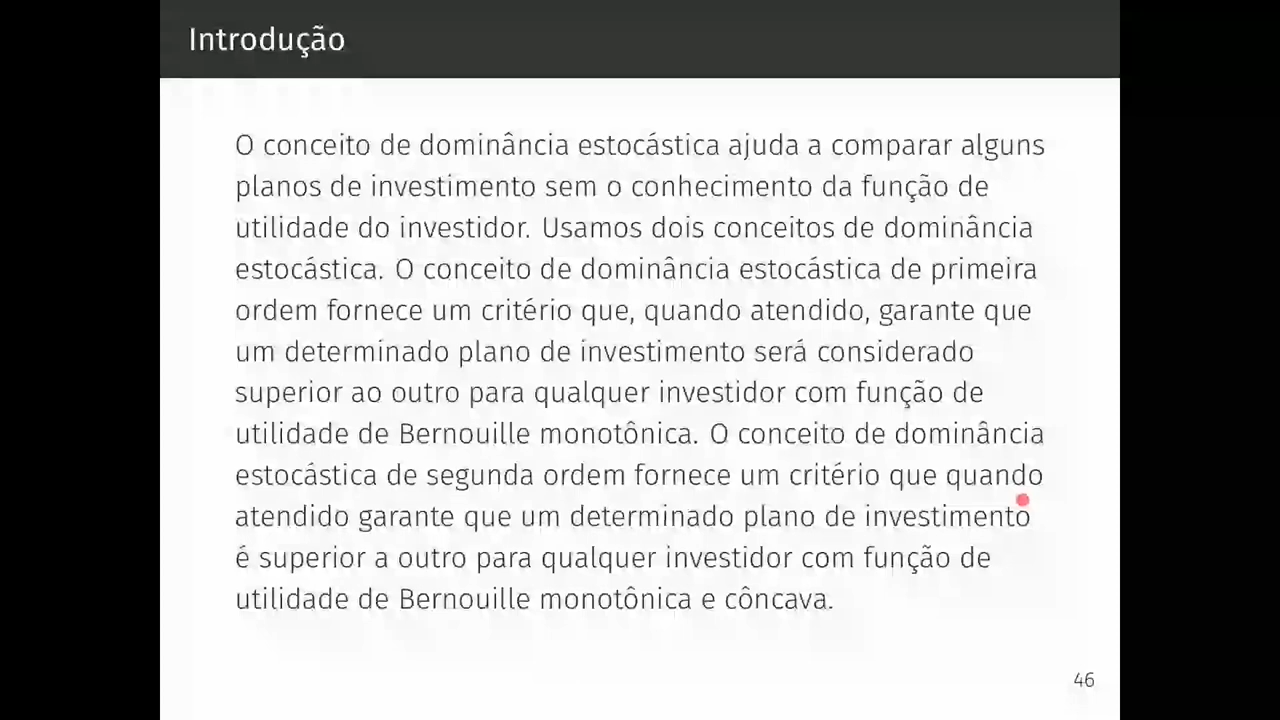 Introdução
O conceito de dominância estocástica ajuda a comparar alguns
planos de investimento sem o conhecimento da função de
utilidade do investidor. Usamos dois conceitos de dominância
estocástica. O conceito de dominância estocástica de primeira
ordem fornece um critério que, quando atendido, garante que
um determinado plano de investimento será considerado
superior ao outro para qualquer investidor com função de
utilidade de Bernouille monotônica. O conceito de dominância
estocástica de segunda ordem fornece um critério que quando
atendido garante que um determinado plano de investimento
é superior a outro para qualquer investidor com função de
utilidade de Bernouille monotônica e côncava.
46